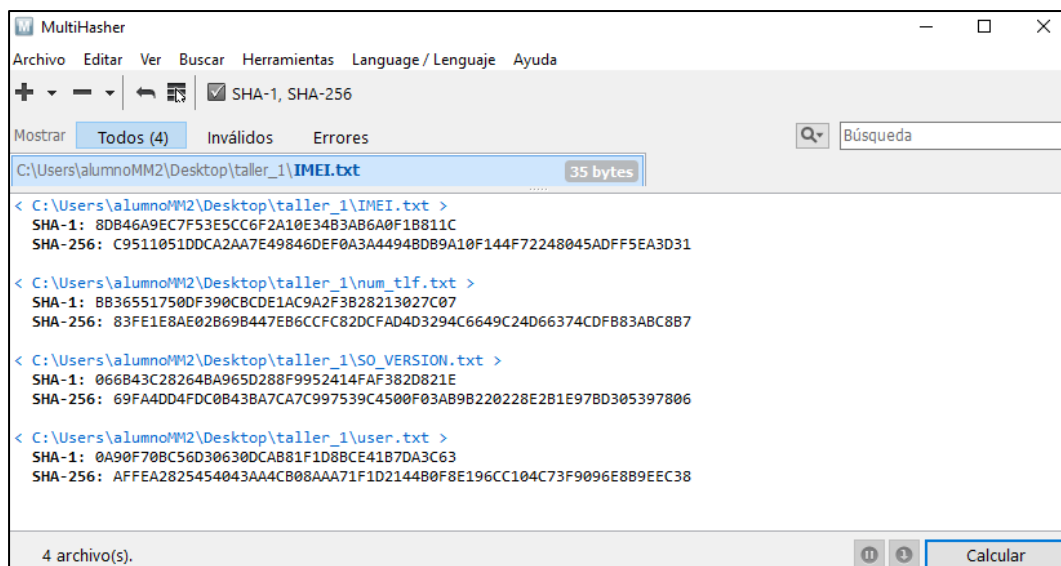 MultiHasher
Archivo Editar Ver Buscar Herramientas Language / Lenguaje Ayuda
SHA-1, SHA-256
Mostrar Todos (4) Inválidos Errores Búsqueda
C:\Users\alumnoMM2\Desktop\taller_1\IMEI.txt 35 bytes
< C:\Users\alumnoMM2\Desktop\taller_1\IMEI.txt >
SHA-1: 8DB46A9EC7F53E5CC6F2A10E34B3AB6A0F1B811C
SHA-256: C9511051DDCA2AA7E49846DEF0A3A4494BDB9A10F144F72248045ADFF5EA3D31
< C:\Users\alumnoMM2\Desktop\taller_1\num_tlf.txt >
SHA-1: BB36551750DF390CBCDE1AC9A2F3B28213027C07
SHA-256: 83FE1E8AE02B69B447EB6CCFC82DCFAD4D3294C6649C24D66374CDFB83ABC8B7
< C:\Users\alumnoMM2\Desktop\taller_1\SO_VERSION.txt >
SHA-1: 066B43C28264BA965D288F9952414FAF382D821E
SHA-256: 69FA4DD4FDC0B43BA7CA7C997539C4500F03AB9B220228E2B1E97BD305397806
< C:\Users\alumnoMM2\Desktop\taller_1\user.txt >
SHA-1: 0A90F70BC56D30630DCAB81F1D8BCE41B7DA3C63
SHA-256: AFFEA2825454043AA4CB08AAA71F1D2144B0F8E196CC104C73F9096E8B9EEC38
4 archivo(s). Calcular